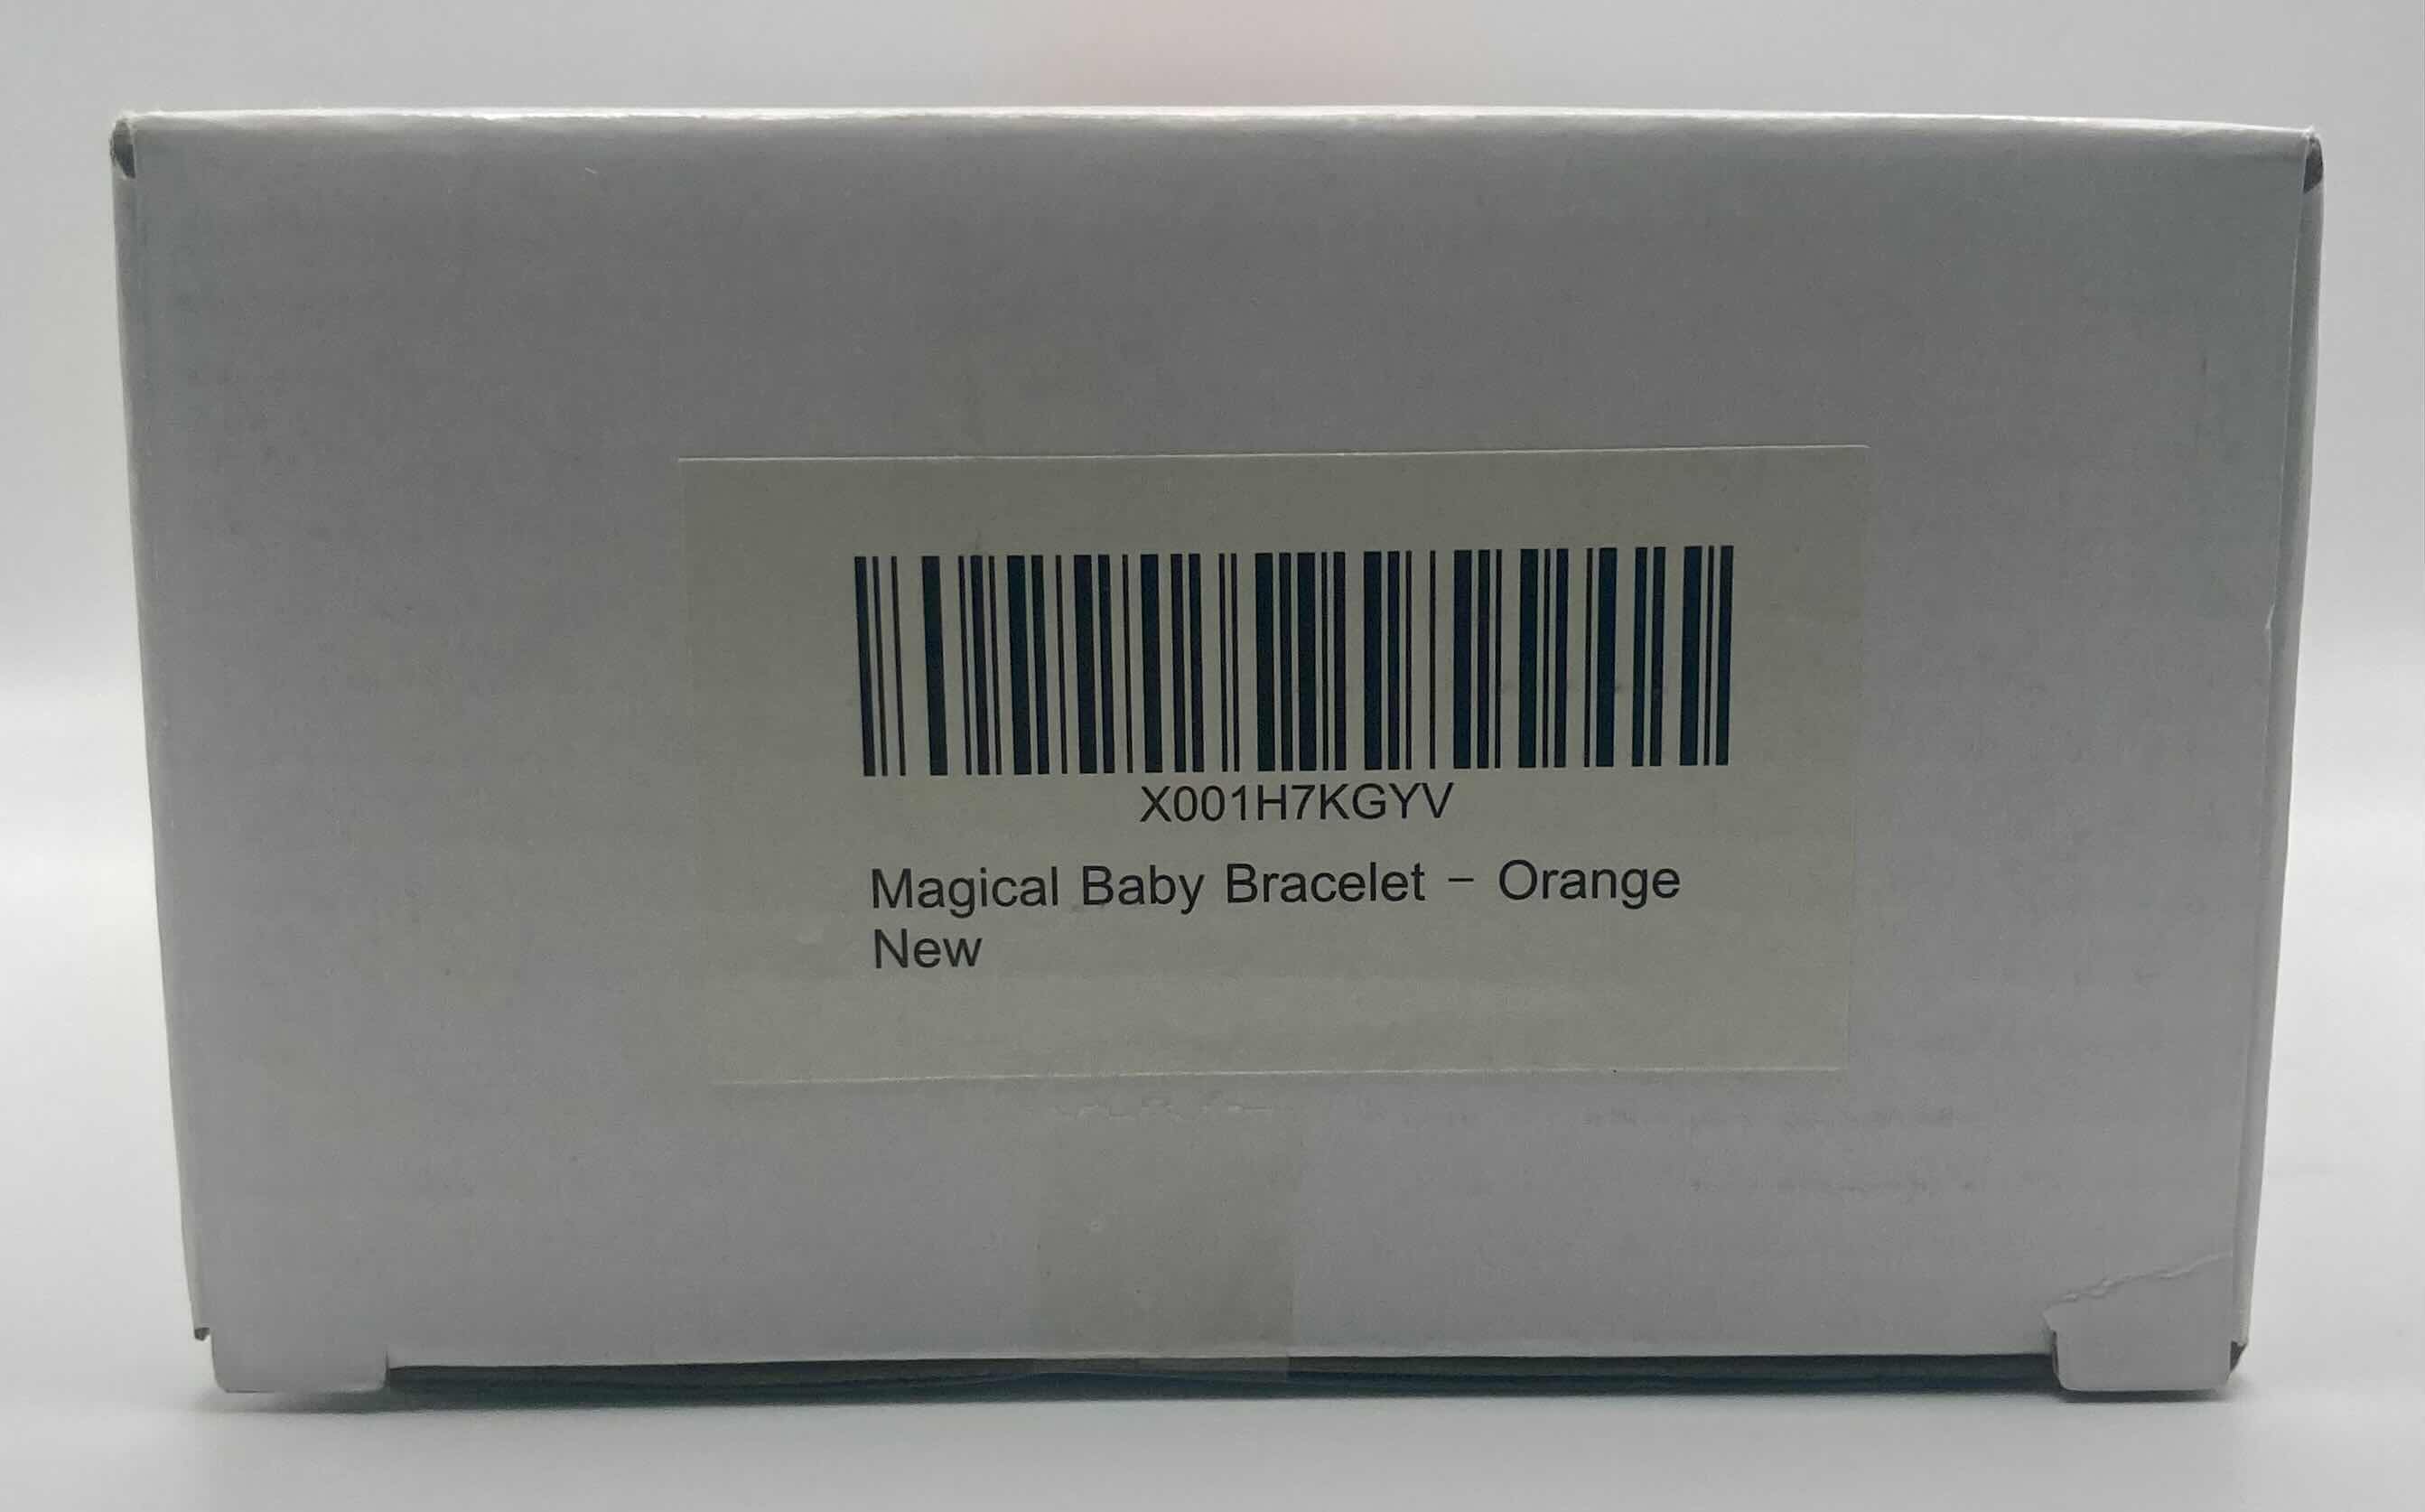 X001H7KGYV
Magical Baby Bracelet – Orange
New